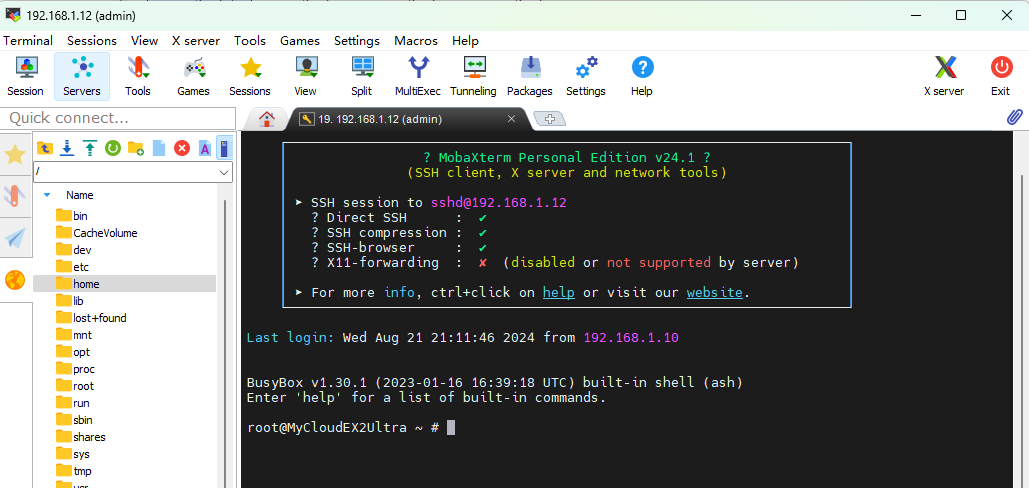 192.168.1.12 (admin)
Terminal Sessions View X server Tools Games Settings Macros Help
Session Servers Tools Games Sessions View Split MultiExec Tunneling Packages Settings Help X server Exit
Quick connect...
19. 192.168.1.12 (admin)
/
Name
bin
CacheVolume
dev
etc
home
lib
lost+found
mnt
opt
proc
root
run
sbin
shares
sys
tmp
usr
? MobaXterm Personal Edition v24.1 ?
(SSH client, X server and network tools)
➤ SSH session to sshd@192.168.1.12
? Direct SSH : ✔
? SSH compression : ✔
? SSH-browser : ✔
? X11-forwarding : ✘ (disabled or not supported by server)
➤ For more info, ctrl+click on help or visit our website.
Last login: Wed Aug 21 21:11:46 2024 from 192.168.1.10
BusyBox v1.30.1 (2023-01-16 16:39:18 UTC) built-in shell (ash)
Enter 'help' for a list of built-in commands.
root@MyCloudEX2Ultra ~ #